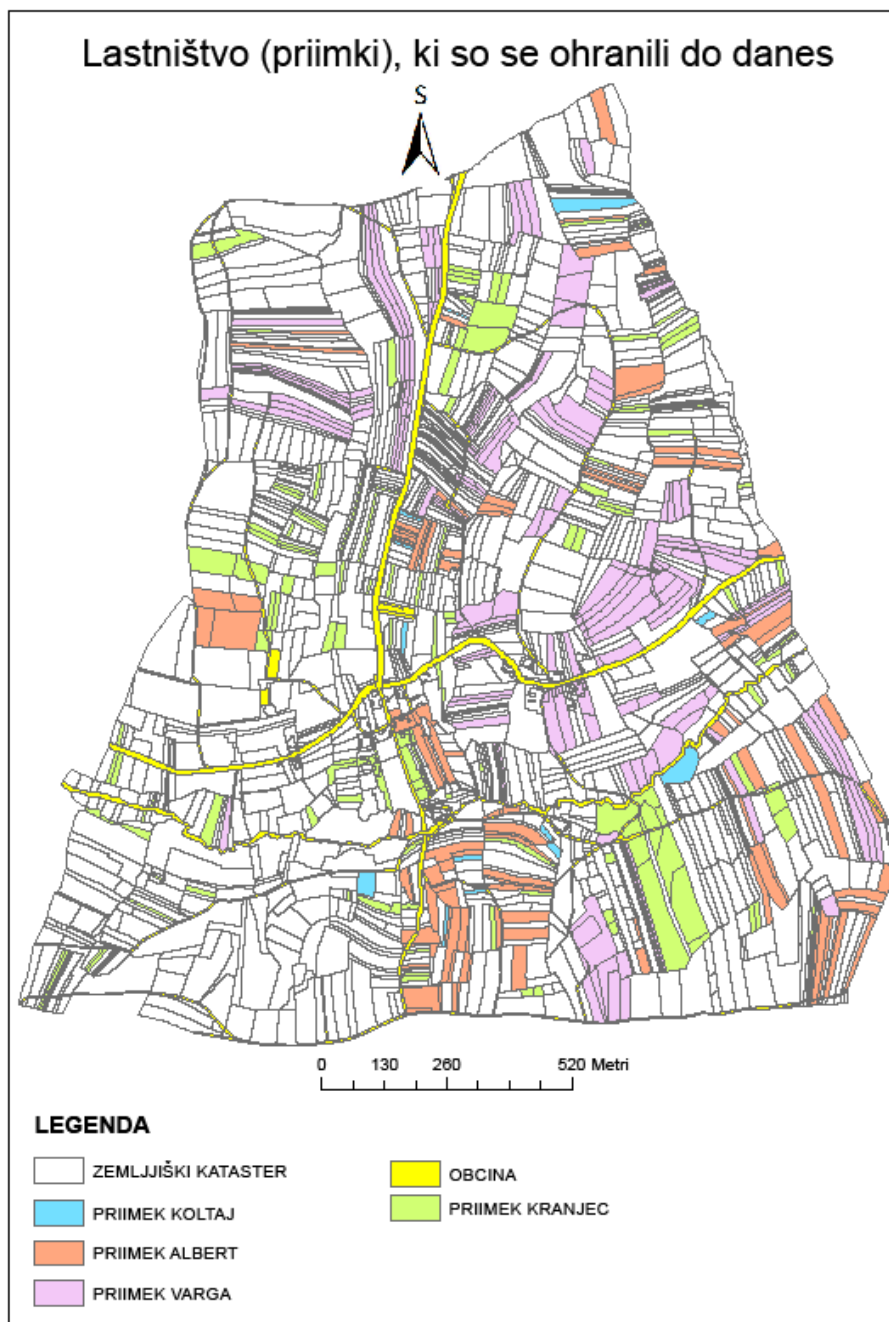 Lastništvo (priimki), ki so se ohranili do danes
S
0 130 260 520 Metri
LEGENDA
ZEMLJJIŠKI KATASTER
PRIIMEK KOLTAJ
PRIIMEK ALBERT
PRIIMEK VARGA
OBCINA
PRIIMEK KRANJEC